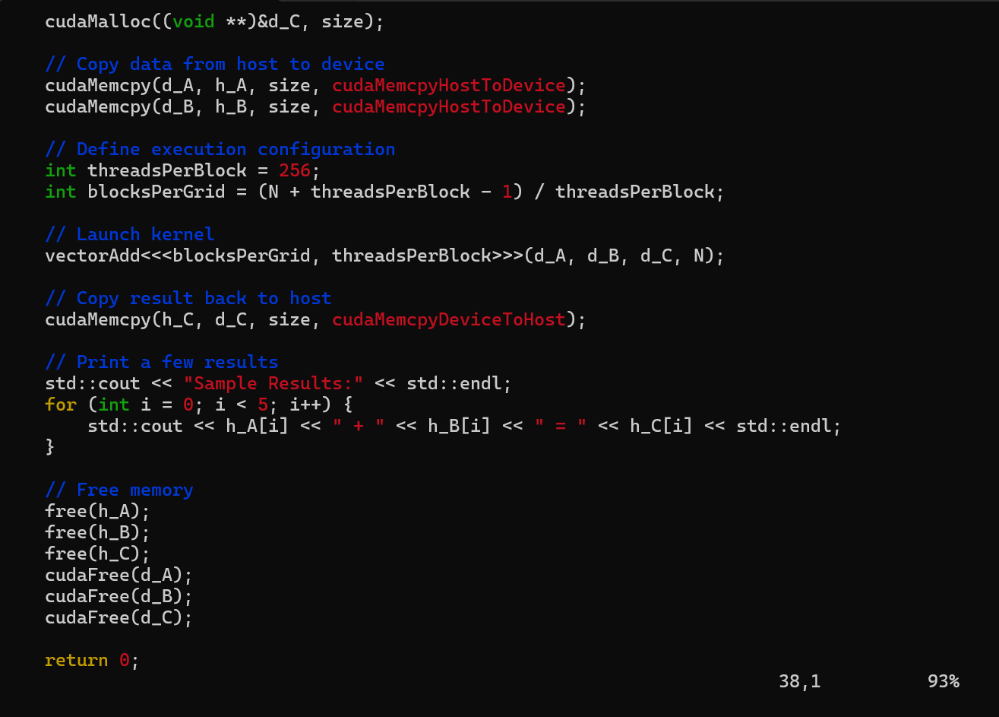 cudaMalloc((void **)&d_C, size);
// Copy data from host to device
cudaMemcpy(d_A, h_A, size, cudaMemcpyHostToDevice);
cudaMemcpy(d_B, h_B, size, cudaMemcpyHostToDevice);
// Define execution configuration
int threadsPerBlock = 256;
int blocksPerGrid = (N + threadsPerBlock - 1) / threadsPerBlock;
// Launch kernel
vectorAdd<<<blocksPerGrid, threadsPerBlock>>>(d_A, d_B, d_C, N);
// Copy result back to host
cudaMemcpy(h_C, d_C, size, cudaMemcpyDeviceToHost);
// Print a few results
std::cout << "Sample Results:" << std::endl;
for (int i = 0; i < 5; i++) {
    std::cout << h_A[i] << " + " << h_B[i] << " = " << h_C[i] << std::endl;
}
// Free memory
free(h_A);
free(h_B);
free(h_C);
cudaFree(d_A);
cudaFree(d_B);
cudaFree(d_C);
return 0;
38,1 93%